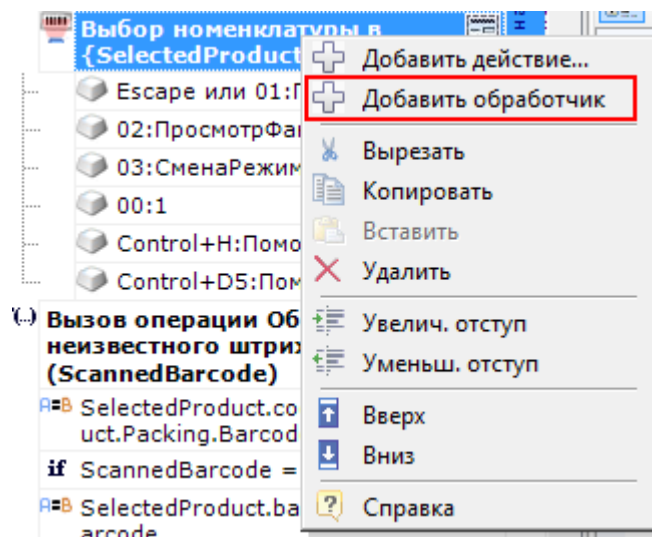 Выбор номенклатуры в
{SelectedProduct
Escape или 01:
02:Просмотр
03:СменаРежим
00:1
Control+H:Помо
Control+D5:Пом
Вызов операции Об
неизвестного штрих
(ScannedBarcode)
A=B SelectedProduct.co
uct.Packing.Barcod
if ScannedBarcode =
A=B SelectedProduct.ba
arcode
Добавить действие...
Добавить обработчик
Вырезать
Копировать
Вставить
Удалить
Увелич. отступ
Уменьш. отступ
Вверх
Вниз
Справка